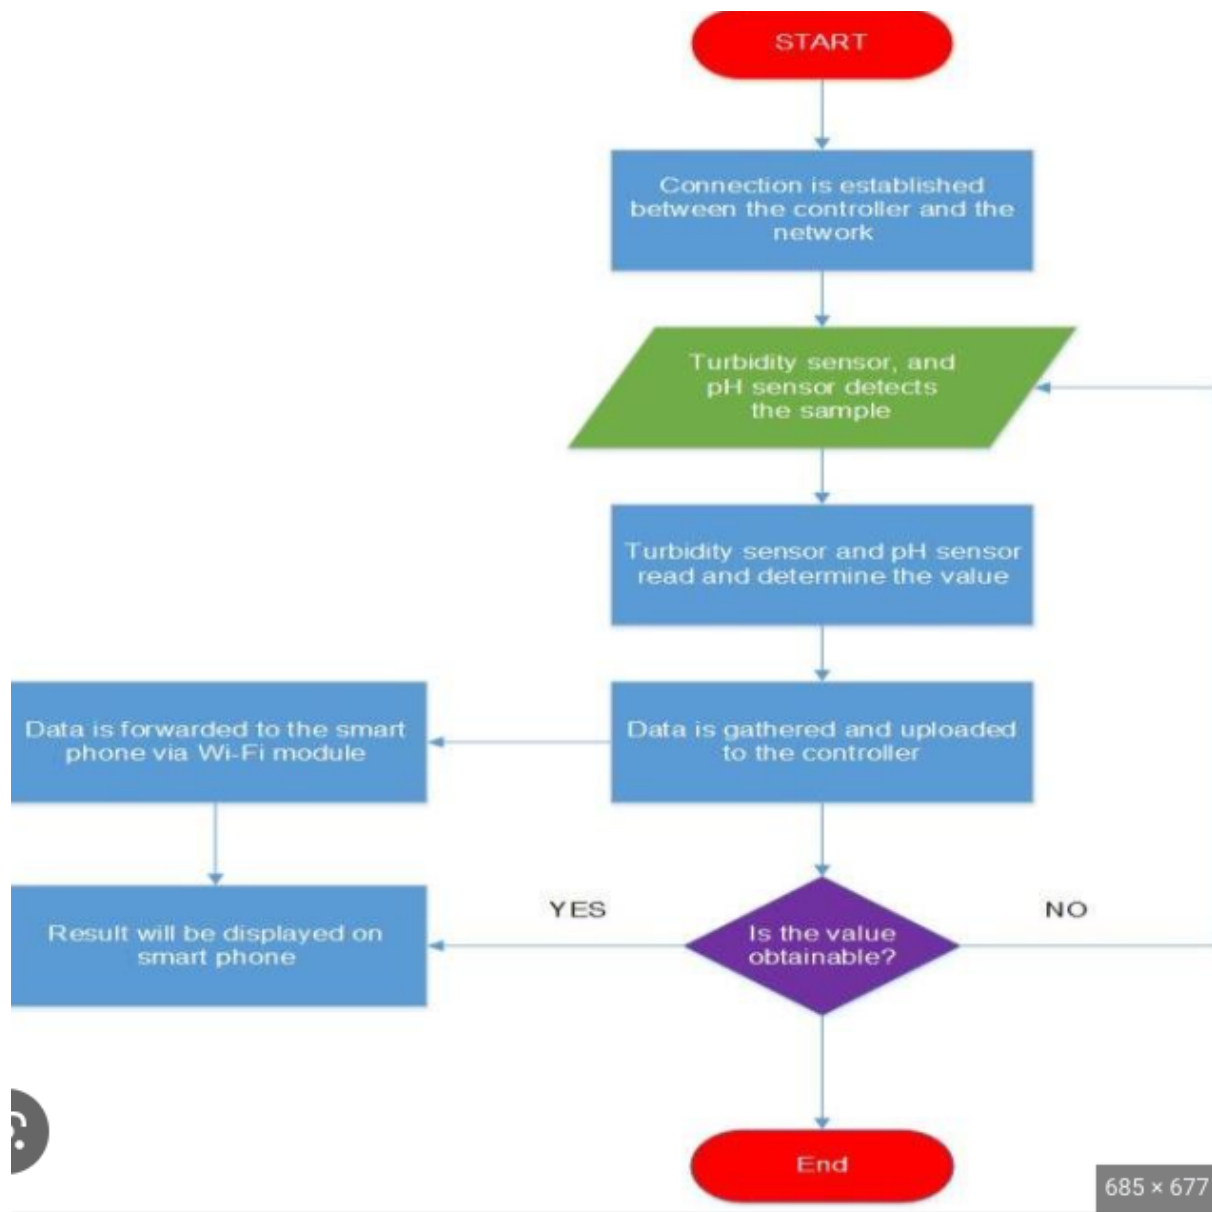 START
Connection is established
between the controller and the
network
Turbidity sensor, and
pH sensor detects
the sample
Turbidity sensor and pH sensor
read and determine the value
Data is forwarded to the smart
phone via Wi-Fi module
Data is gathered and uploaded
to the controller
Result will be displayed on
smart phone
YES
Is the value
obtainable?
NO
End
685 × 677